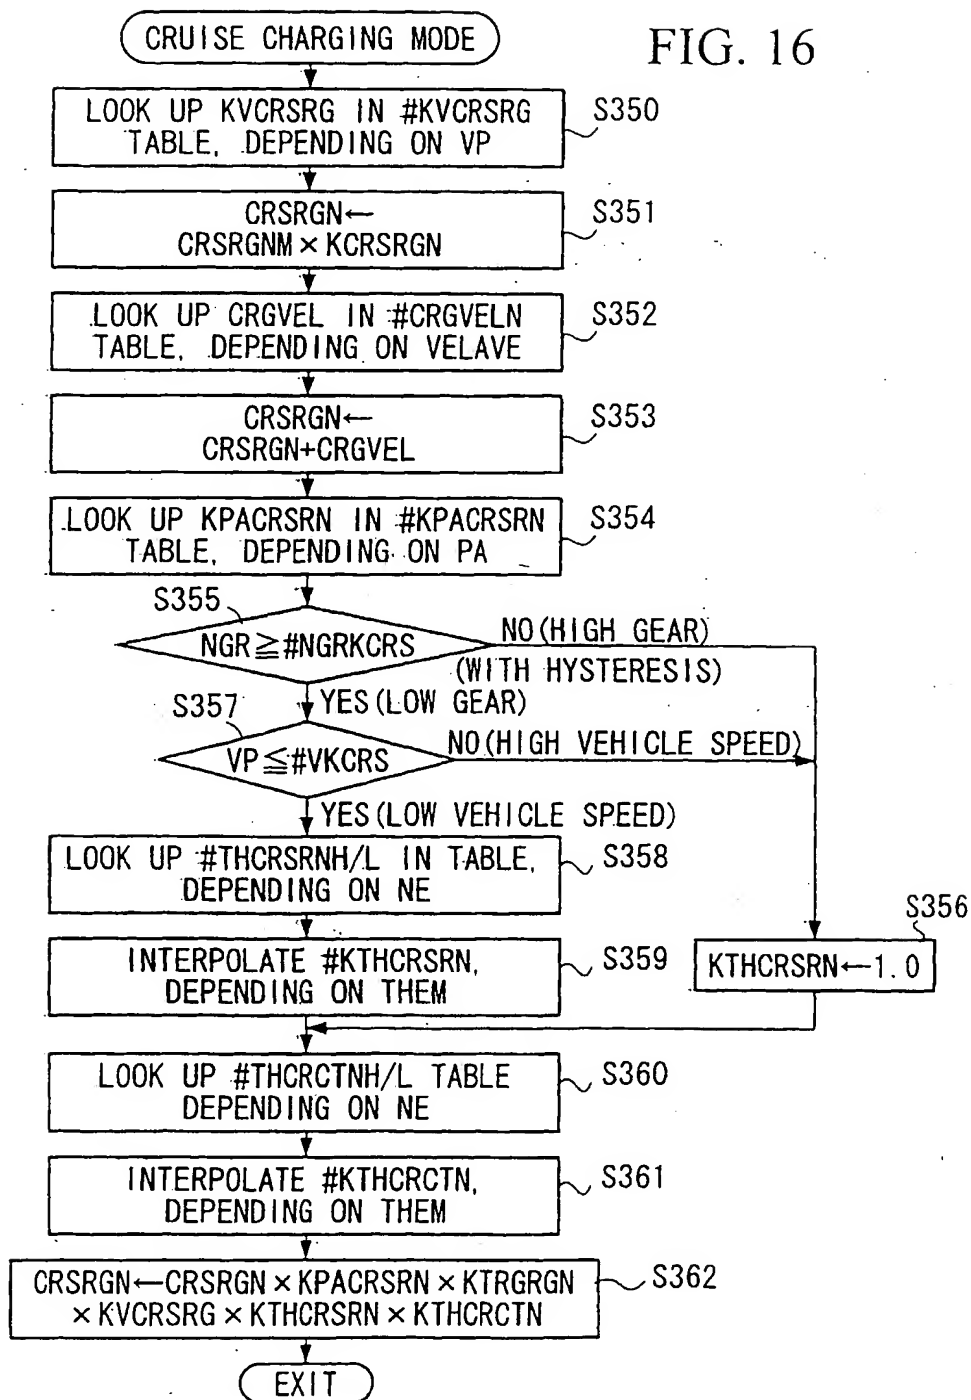 CRUISE CHARGING MODE
FIG. 16
LOOK UP KVCRSRG IN #KVCRSRG
TABLE, DEPENDING ON VP
S350
CRSRGN←
CRSRGNM × KCRSRGN
S351
LOOK UP CRGVEL IN #CRGVELN
TABLE, DEPENDING ON VELAVE
S352
CRSRGN←
CRSRGN+CRGVEL
S353
LOOK UP KPACRSRN IN #KPACRSRN
TABLE, DEPENDING ON PA
S354
S355
NGR≧#NGRKCRS
NO(HIGH GEAR)
(WITH HYSTERESIS)
YES(LOW GEAR)
S357
VP≦#VKCRS
NO(HIGH VEHICLE SPEED)
YES(LOW VEHICLE SPEED)
LOOK UP #THCRSRNH/L IN TABLE,
DEPENDING ON NE
S358
S356
KTHCRSRN←1.0
INTERPOLATE #KTHCRSRN,
DEPENDING ON THEM
S359
LOOK UP #THCRCTNH/L TABLE
DEPENDING ON NE
S360
INTERPOLATE #KTHCRCTN,
DEPENDING ON THEM
S361
CRSRGN←CRSRGN × KPACRSRN × KTRGRGN
× KVCRSRG × KTHCRSRN × KTHCRCTN
S362
EXIT